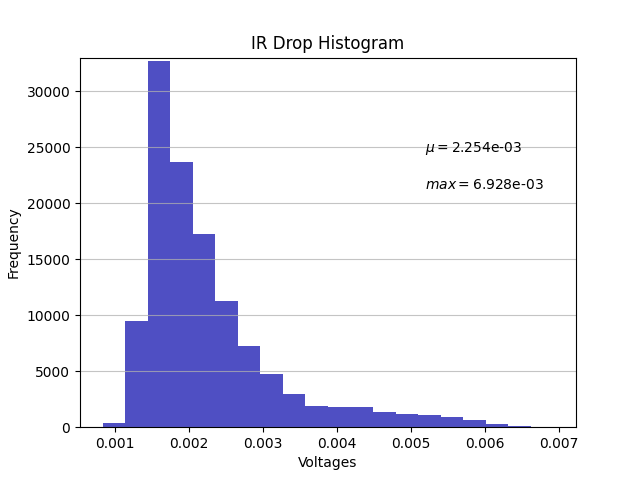 IR Drop Histogram
30000
25000
20000
15000
10000
5000
0
Frequency
μ = 2.254e-03
max = 6.928e-03
0.001 0.002 0.003 0.004 0.005 0.006 0.007
Voltages